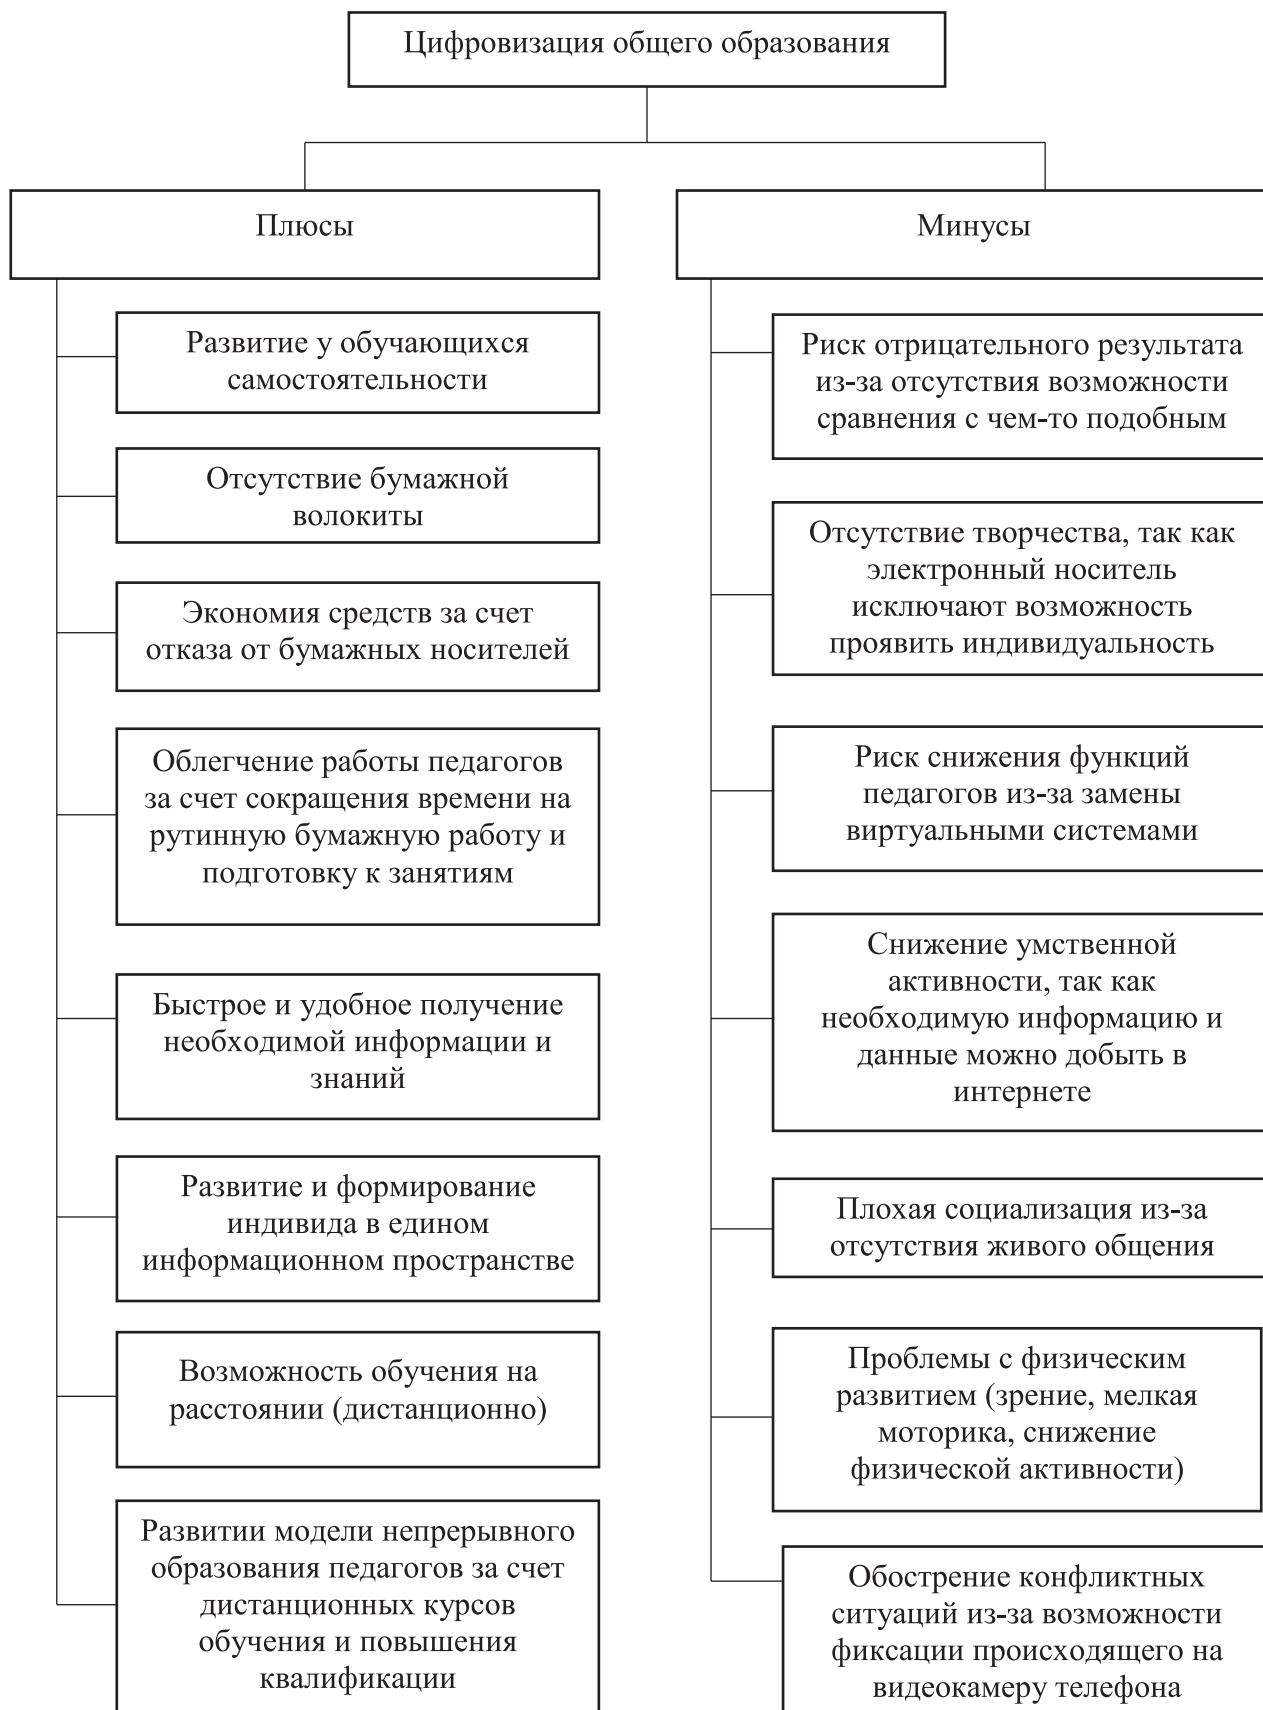 Цифровизация общего образования
Плюсы
Развитие у обучающихся
самостоятельности
Отсутствие бумажной
волокиты
Экономия средств за счет
отказа от бумажных носителей
Облегчение работы педагогов
за счет сокращения времени на
рутинную бумажную работу и
подготовку к занятиям
Быстрое и удобное получение
необходимой информации и
знаний
Развитие и формирование
индивида в едином
информационном пространстве
Возможность обучения на
расстоянии (дистанционно)
Развитии модели непрерывного
образования педагогов за счет
дистанционных курсов
обучения и повышения
квалификации
Минусы
Риск отрицательного результата
из-за отсутствия возможности
сравнения с чем-то подобным
Отсутствие творчества, так как
электронный носитель
исключают возможность
проявить индивидуальность
Риск снижения функций
педагогов из-за замены
виртуальными системами
Снижение умственной
активности, так как
необходимую информацию и
данные можно добыть в
интернете
Плохая социализация из-за
отсутствия живого общения
Проблемы с физическим
развитием (зрение, мелкая
моторика, снижение
физической активности)
Обострение конфликтных
ситуаций из-за возможности
фиксации происходящего на
видеокамеру телефона